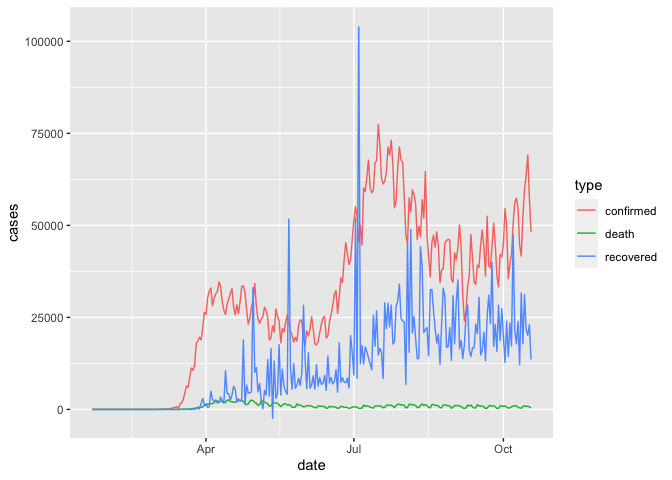 100000
75000
50000
25000
0
cases
Apr
Jul
Oct
date
type
confirmed
death
recovered